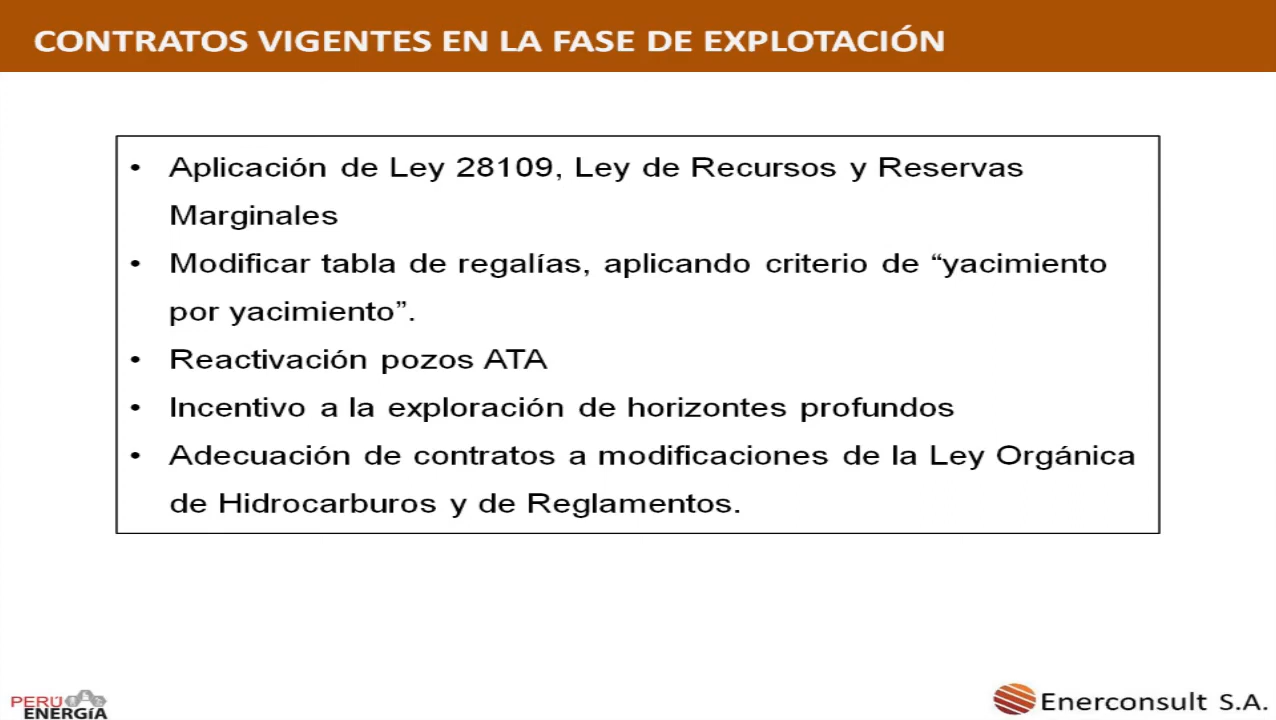 CONTRATOS VIGENTES EN LA FASE DE EXPLOTACIÓN
• Aplicación de Ley 28109, Ley de Recursos y Reservas
Marginales
• Modificar tabla de regalías, aplicando criterio de “yacimiento
por yacimiento”.
• Reactivación pozos ATA
• Incentivo a la exploración de horizontes profundos
• Adecuación de contratos a modificaciones de la Ley Orgánica
de Hidrocarburos y de Reglamentos.
PERÚ
ENERGÍA
Enerconsult S.A.